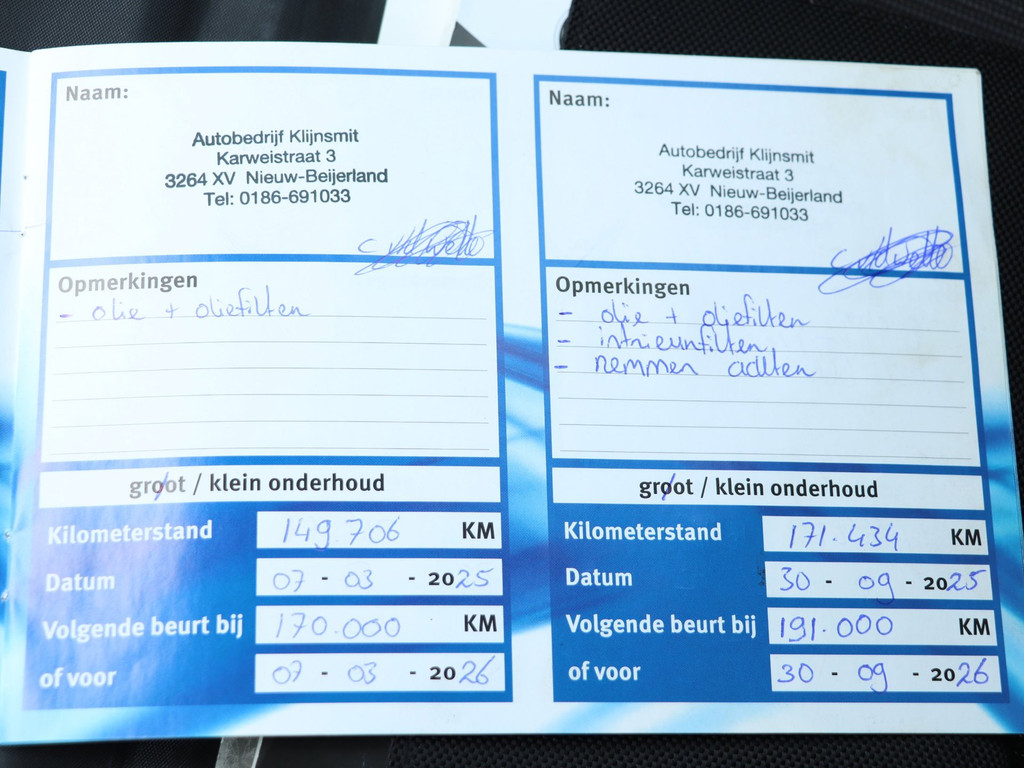 Naam:
Autobedrijf Klijnsmit
Karweistraat 3
3264 XV Nieuw-Beijerland
Tel: 0186-691033
Opmerkingen
- olie + oliefilter
groot / klein onderhoud
Kilometerstand 149.706 KM
Datum 07 - 03 - 2025
Volgende beurt bij 170.000 KM
of voor 07 - 03 - 2026
Naam:
Autobedrijf Klijnsmit
Karweistraat 3
3264 XV Nieuw-Beijerland
Tel: 0186-691033
Opmerkingen
- olie + oliefilter
- intrieurfilter
- remmen achter
groot / klein onderhoud
Kilometerstand 171.434 KM
Datum 30 - 09 - 2025
Volgende beurt bij 191.000 KM
of voor 30 - 09 - 2026